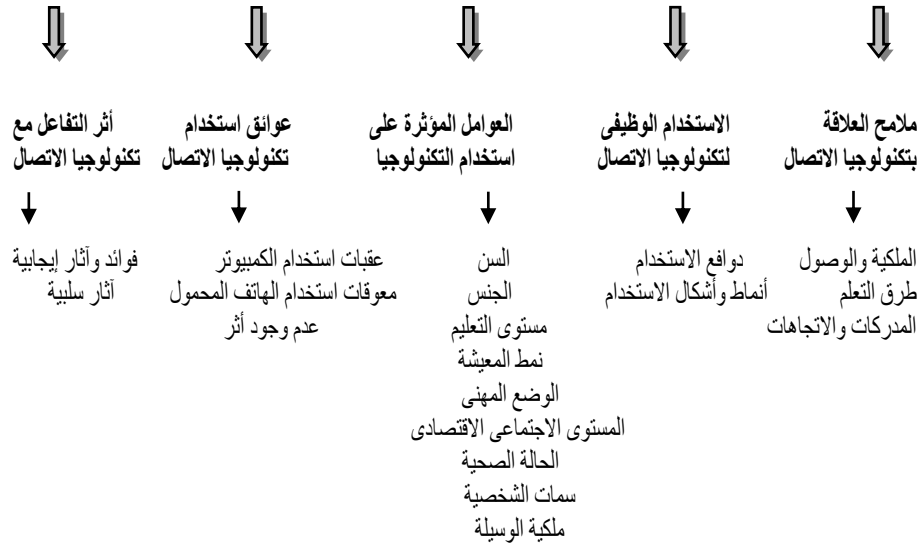 ملامح العلاقة
بتكنولوجيا الاتصال
الملكية والوصول
طرق التعلم
المدركات والاتجاهات
الاستخدام الوظيفى
لتكنولوجيا الاتصال
دوافع الاستخدام
أنماط وأشكال الاستخدام
العوامل المؤثرة على
استخدام التكنولوجيا
السن
الجنس
مستوى التعليم
نمط المعيشة
الوضع المهنى
المستوى الاجتماعى الاقتصادى
الحالة الصحية
سمات الشخصية
ملكية الوسيلة
عوائق استخدام
تكنولوجيا الاتصال
عقبات استخدام الكمبيوتر
معوقات استخدام الهاتف المحمول
عدم وجود أثر
أثر التفاعل مع
تكنولوجيا الاتصال
فوائد وآثار إيجابية
آثار سلبية